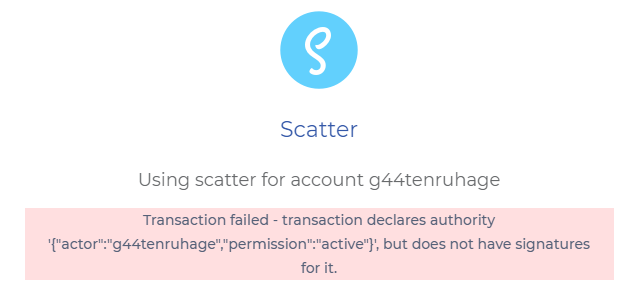 Scatter
Using scatter for account g44tenruhage
Transaction failed - transaction declares authority
'{"actor":"g44tenruhage","permission":"active"}', but does not have signatures
for it.